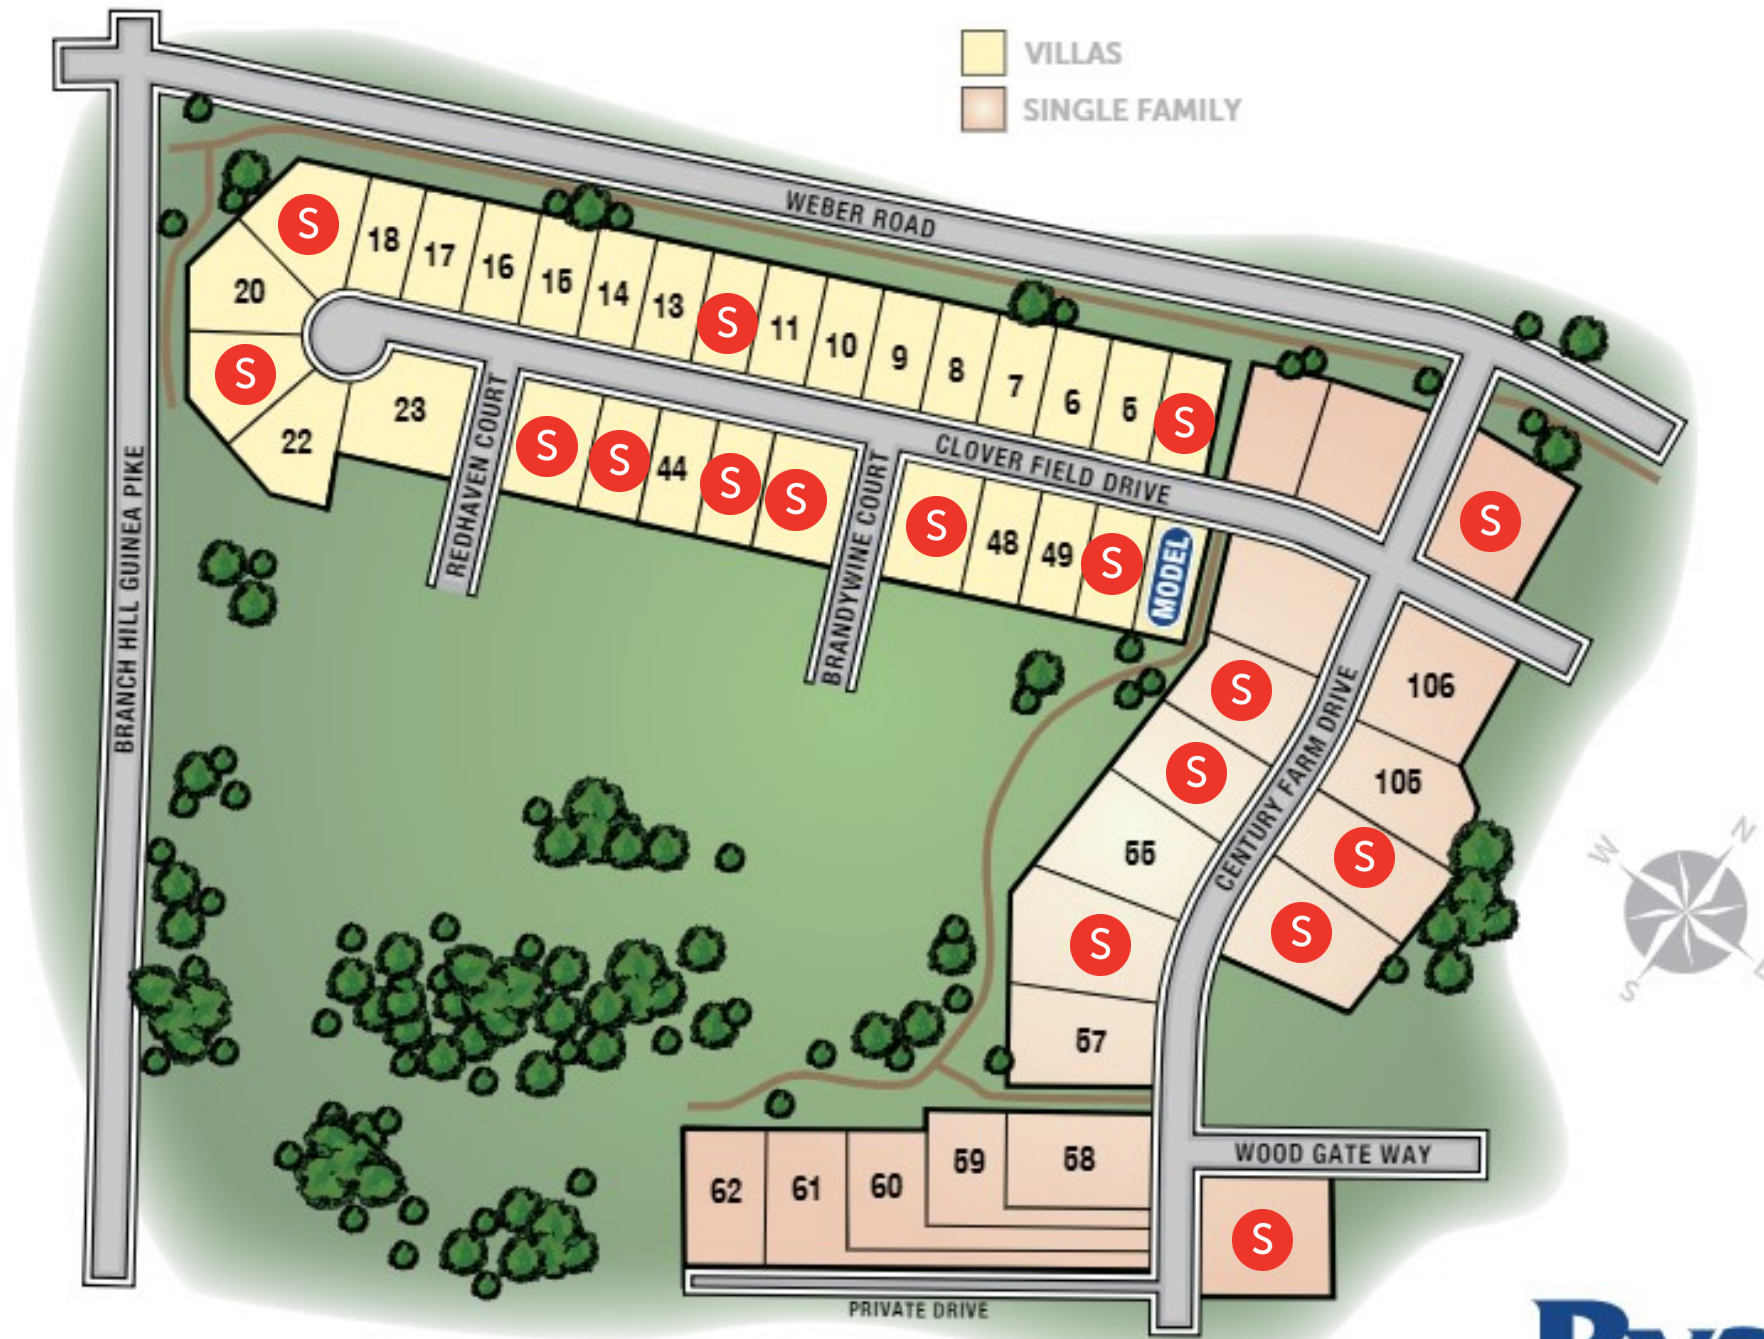 VILLAS
SINGLE FAMILY
WEBER ROAD
S
18
17
16
15
14
13
S
11
10
9
8
7
6
5
S
20
S
22
23
REDHAVEN COURT
S
S
44
S
S
BRANDYWINE COURT
CLOVER FIELD DRIVE
S
48
49
S
MODEL
S
BRANCH HILL GUINEA PIKE
S
S
55
S
57
CENTURY FARM DRIVE
106
105
S
S
W
N
S
E
62
61
60
59
58
WOOD GATE WAY
S
PRIVATE DRIVE